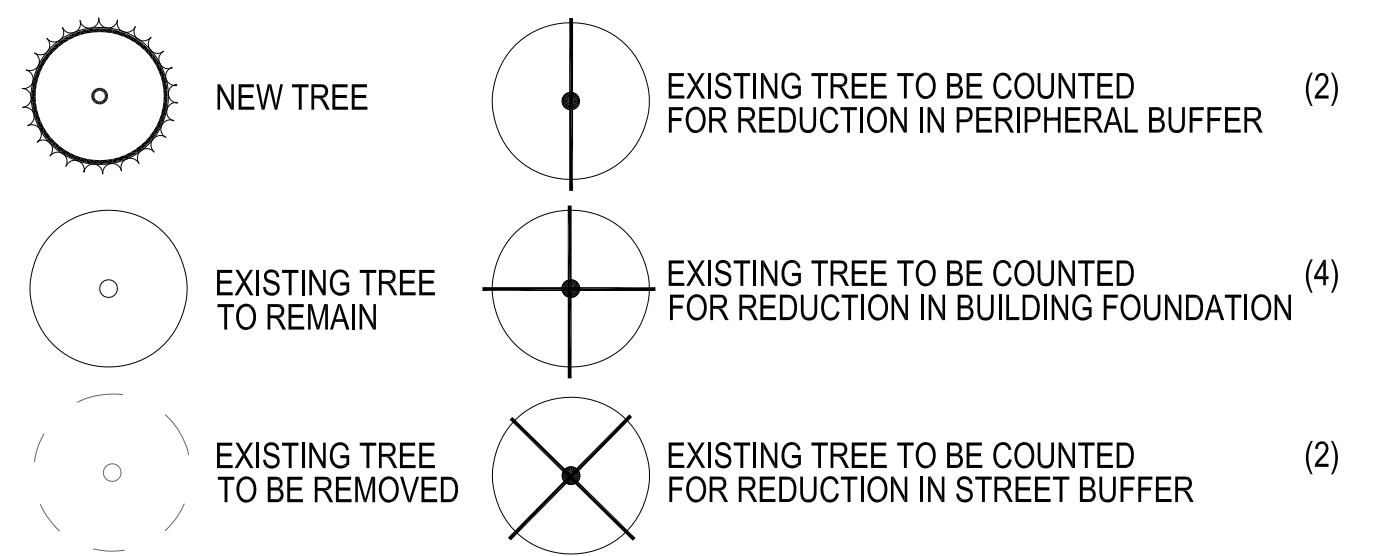 NEW TREE
EXISTING TREE TO BE COUNTED (2)
FOR REDUCTION IN PERIPHERAL BUFFER
EXISTING TREE
TO REMAIN
EXISTING TREE TO BE COUNTED (4)
FOR REDUCTION IN BUILDING FOUNDATION
EXISTING TREE
TO BE REMOVED
EXISTING TREE TO BE COUNTED (2)
FOR REDUCTION IN STREET BUFFER